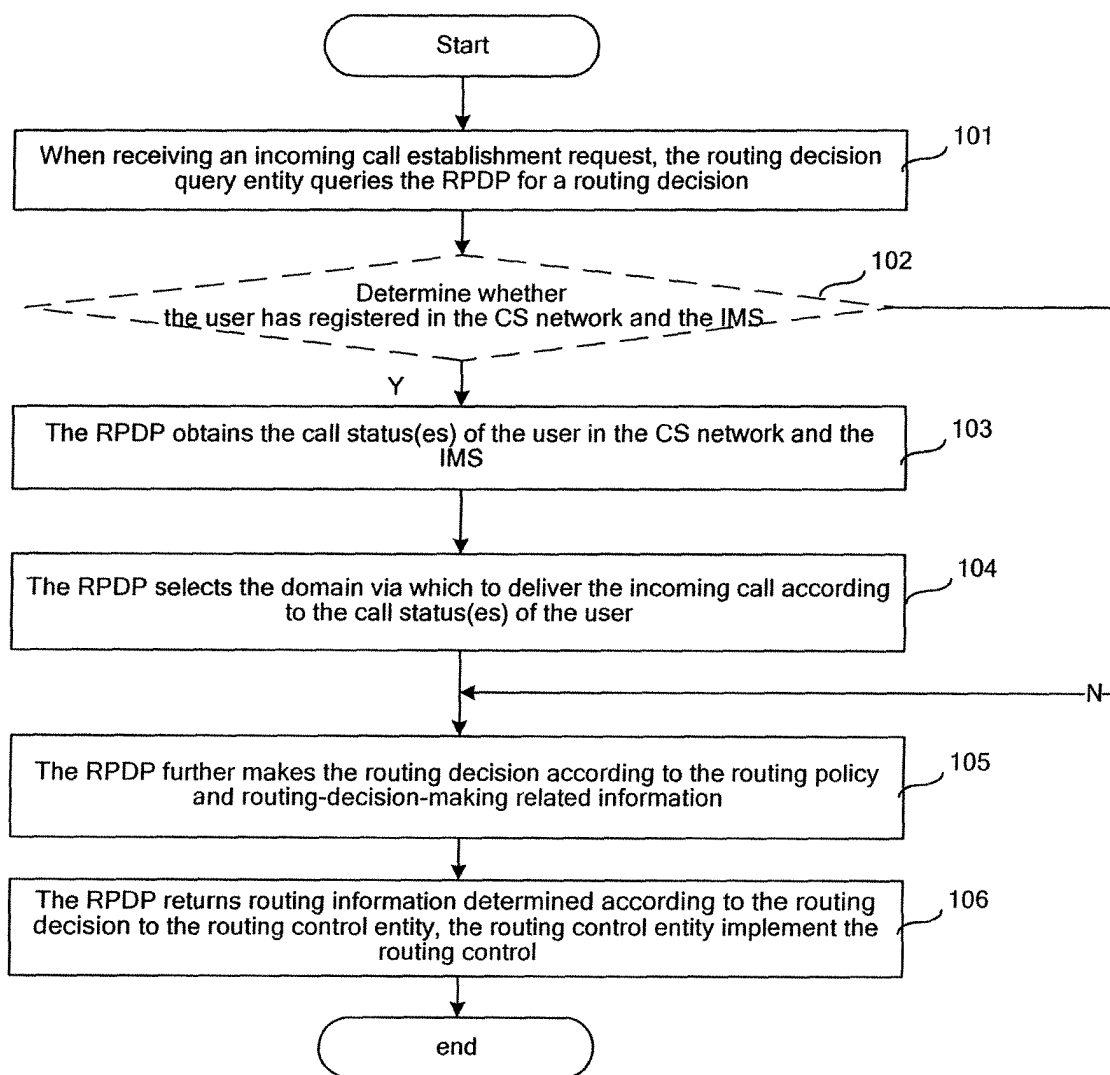 Start
101
When receiving an incoming call establishment request, the routing decision
query entity queries the RPDP for a routing decision
102
Determine whether
the user has registered in the CS network and the IMS
Y
103
The RPDP obtains the call status(es) of the user in the CS network and the
IMS
104
The RPDP selects the domain via which to deliver the incoming call according
to the call status(es) of the user
N
105
The RPDP further makes the routing decision according to the routing policy
and routing-decision-making related information
106
The RPDP returns routing information determined according to the routing
decision to the routing control entity, the routing control entity implement the
routing control
end